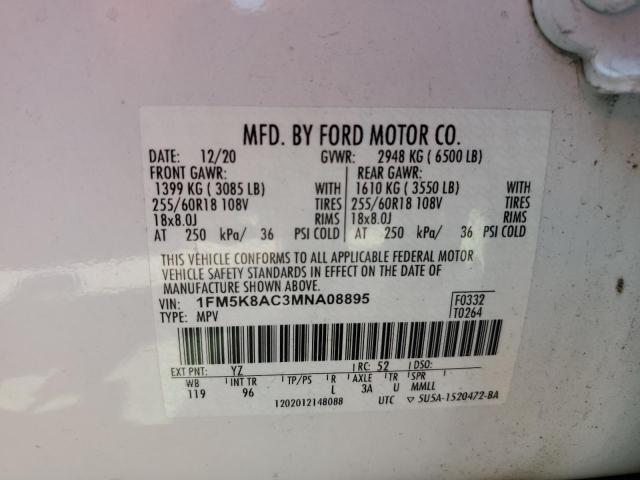 MFD. BY FORD MOTOR CO.
DATE: 12/20 GVWR: 2948 KG ( 6500 LB)
FRONT GAWR: REAR GAWR:
1399 KG ( 3085 LB) WITH 1610 KG ( 3550 LB) WITH
255/60R18 108V TIRES 255/60R18 108V TIRES
18x8.0J RIMS 18x8.0J RIMS
AT 250 kPa/ 36 PSI COLD AT 250 kPa/ 36 PSI COLD
THIS VEHICLE CONFORMS TO ALL APPLICABLE FEDERAL MOTOR
VEHICLE SAFETY STANDARDS IN EFFECT ON THE DATE OF
MANUFACTURE SHOWN ABOVE.
VIN: 1FM5K8AC3MNA08895 F0332
TYPE: MPV T0264
EXT PNT: YZ RC: 52 DSO:
WB INT TR TP/PS R AXLE TR SPR
119 96 L 3A U MMLL
1202012148088 UTC ▽ 5U5A-1520472-BA